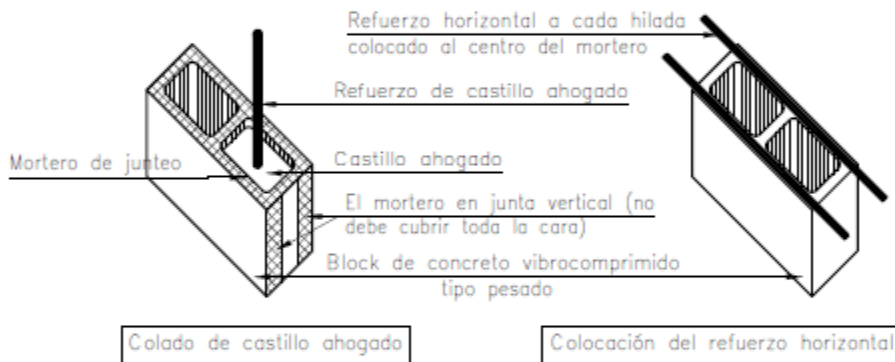 Refuerzo horizontal a cada hilada
colocado al centro del mortero
Refuerzo de castillo ahogado
Mortero de junteo
Castillo ahogado
El mortero en junta vertical (no
debe cubrir toda la cara)
Block de concreto vibrocomprimido
tipo pesado
Colado de castillo ahogado
Colocación del refuerzo horizontal